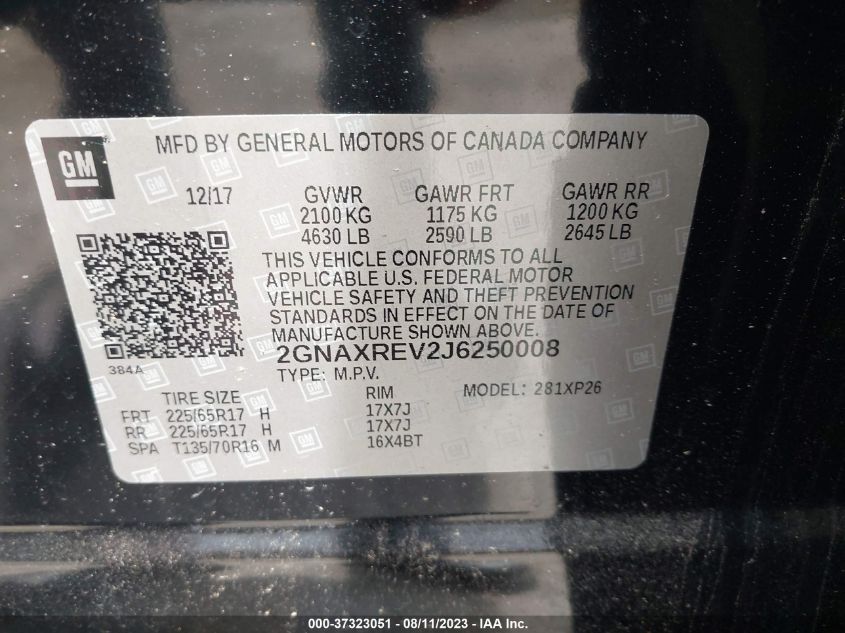 GM
MFD BY GENERAL MOTORS OF CANADA COMPANY
12/17 GVWR GAWR FRT GAWR RR
2100 KG 1175 KG 1200 KG
4630 LB 2590 LB 2645 LB
THIS VEHICLE CONFORMS TO ALL
APPLICABLE U.S. FEDERAL MOTOR
VEHICLE SAFETY AND THEFT PREVENTION
STANDARDS IN EFFECT ON THE DATE OF
MANUFACTURE SHOWN ABOVE.
2GNAXREV2J6250008
384A
TYPE: M.P.V. MODEL: 281XP26
TIRE SIZE RIM
FRT 225/65R17 H 17X7J
RR 225/65R17 H 17X7J
SPA T135/70R16 M 16X4BT
000-37323051 - 08/11/2023 - IAA Inc.